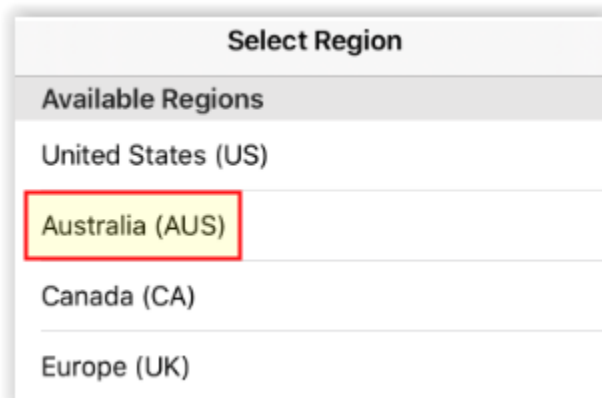 Select Region
Available Regions
United States (US)
Australia (AUS)
Canada (CA)
Europe (UK)